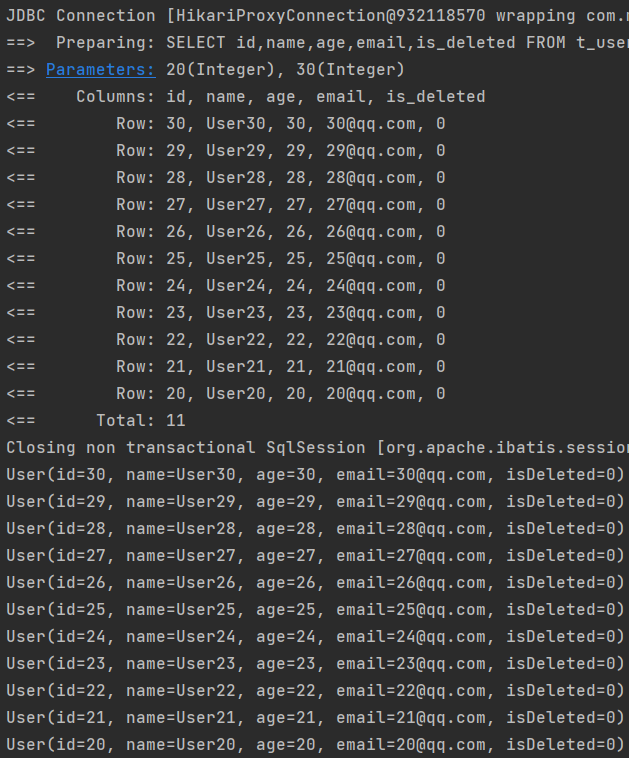 JDBC Connection [HikariProxyConnection@932118570 wrapping com.
==>  Preparing: SELECT id,name,age,email,is_deleted FROM t_user
==> Parameters: 20(Integer), 30(Integer)
<==    Columns: id, name, age, email, is_deleted
<==        Row: 30, User30, 30, 30@qq.com, 0
<==        Row: 29, User29, 29, 29@qq.com, 0
<==        Row: 28, User28, 28, 28@qq.com, 0
<==        Row: 27, User27, 27, 27@qq.com, 0
<==        Row: 26, User26, 26, 26@qq.com, 0
<==        Row: 25, User25, 25, 25@qq.com, 0
<==        Row: 24, User24, 24, 24@qq.com, 0
<==        Row: 23, User23, 23, 23@qq.com, 0
<==        Row: 22, User22, 22, 22@qq.com, 0
<==        Row: 21, User21, 21, 21@qq.com, 0
<==        Row: 20, User20, 20, 20@qq.com, 0
<==      Total: 11
Closing non transactional SqlSession [org.apache.ibatis.session
User(id=30, name=User30, age=30, email=30@qq.com, isDeleted=0)
User(id=29, name=User29, age=29, email=29@qq.com, isDeleted=0)
User(id=28, name=User28, age=28, email=28@qq.com, isDeleted=0)
User(id=27, name=User27, age=27, email=27@qq.com, isDeleted=0)
User(id=26, name=User26, age=26, email=26@qq.com, isDeleted=0)
User(id=25, name=User25, age=25, email=25@qq.com, isDeleted=0)
User(id=24, name=User24, age=24, email=24@qq.com, isDeleted=0)
User(id=23, name=User23, age=23, email=23@qq.com, isDeleted=0)
User(id=22, name=User22, age=22, email=22@qq.com, isDeleted=0)
User(id=21, name=User21, age=21, email=21@qq.com, isDeleted=0)
User(id=20, name=User20, age=20, email=20@qq.com, isDeleted=0)